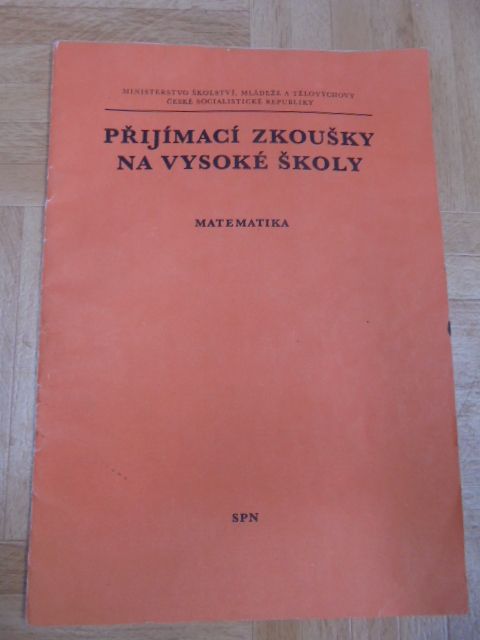 MINISTERSTVO ŠKOLSTVÍ, MLÁDEŽE A TĚLOVÝCHOVY
ČESKÉ SOCIALISTICKÉ REPUBLIKY
PŘIJÍMACÍ ZKOUŠKY
NA VYSOKÉ ŠKOLY
MATEMATIKA
SPN